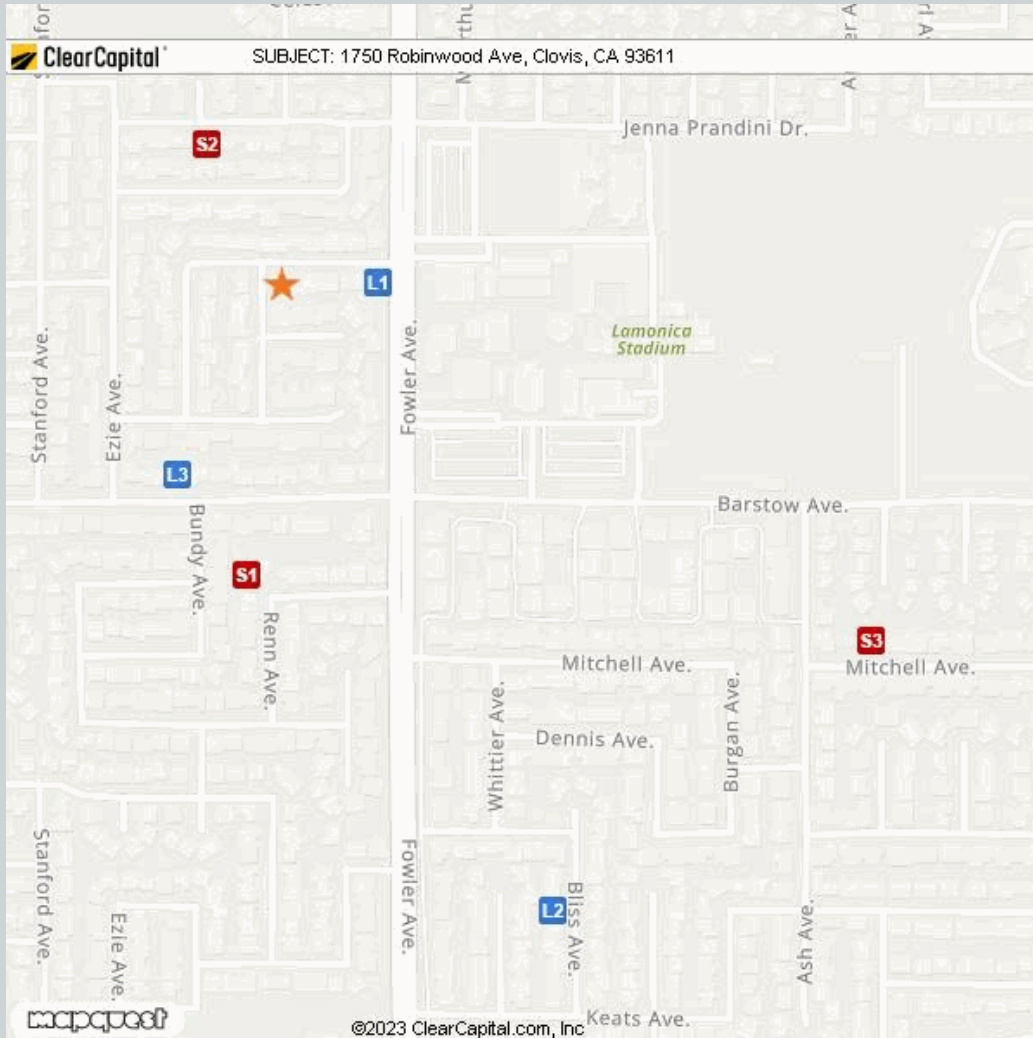 ClearCapital
SUBJECT: 1750 Robinwood Ave, Clovis, CA 93611
Jenna Prandini Dr.
S2
L1
Lamonica
Stadium
Stanford Ave.
Ezie Ave.
Fowler Ave.
L3
Barstow Ave.
Bundy Ave.
S1
Renn Ave.
S3
Mitchell Ave.
Mitchell Ave.
Whittier Ave.
Dennis Ave.
Burgan Ave.
Stanford Ave.
Fowler Ave.
Ezie Ave.
L2
Bliss Ave.
Ash Ave.
mapquest
©2023 ClearCapital.com, Inc
Keats Ave.